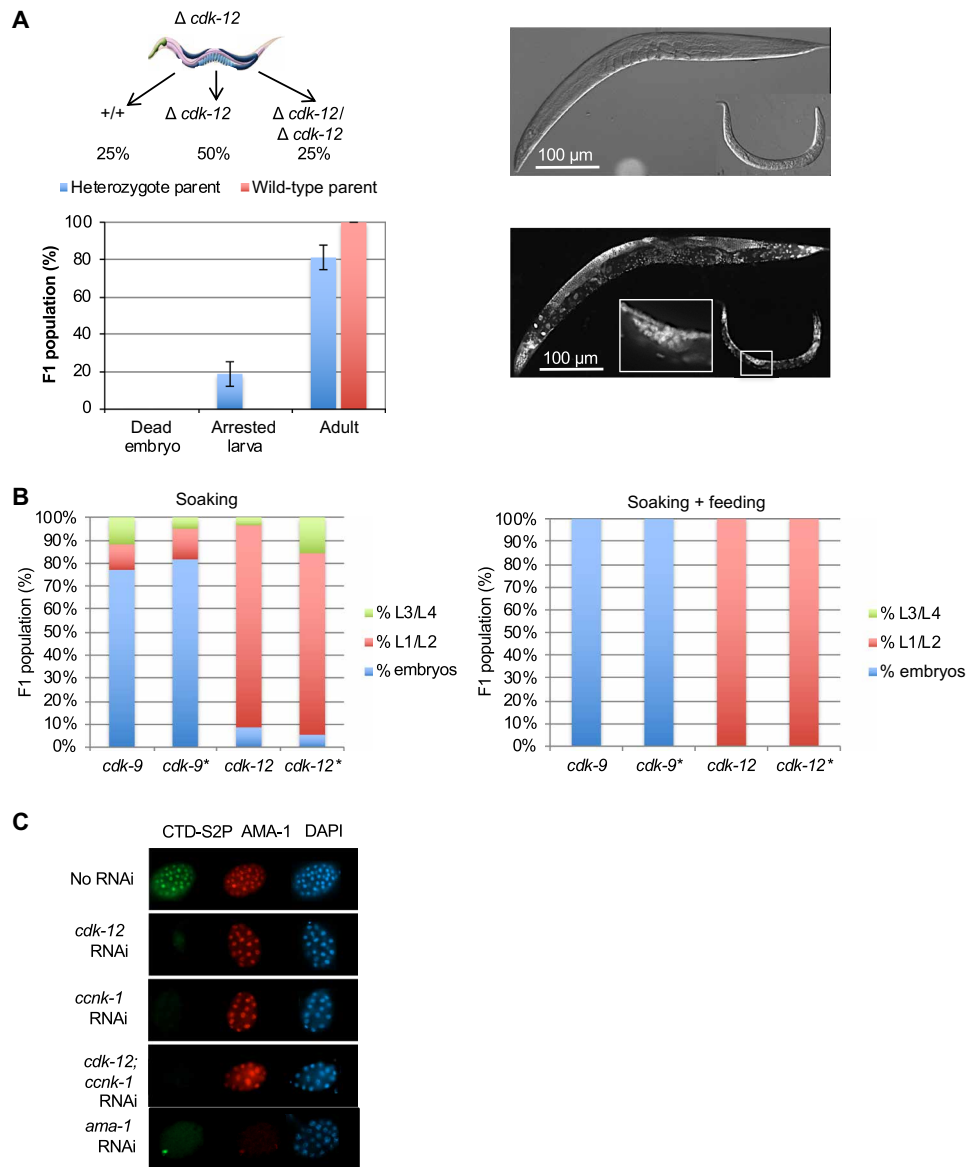 A
Δ cdk-12
+/+
Δ cdk-12
Δ cdk-12/
Δ cdk-12
25%
50%
25%
Heterozygote parent
Wild-type parent
F1 population (%)
100
80
60
40
20
0
Dead
embryo
Arrested
larva
Adult
100 µm
100 µm
B
Soaking
F1 population (%)
100%
90%
80%
70%
60%
50%
40%
30%
20%
10%
0%
cdk-9
cdk-9*
cdk-12
cdk-12*
% L3/L4
% L1/L2
% embryos
Soaking + feeding
F1 population (%)
100%
90%
80%
70%
60%
50%
40%
30%
20%
10%
0%
cdk-9
cdk-9*
cdk-12
cdk-12*
% L3/L4
% L1/L2
% embryos
C
CTD-S2P AMA-1 DAPI
No RNAi
cdk-12
RNAi
ccnk-1
RNAi
cdk-12;
ccnk-1
RNAi
ama-1
RNAi